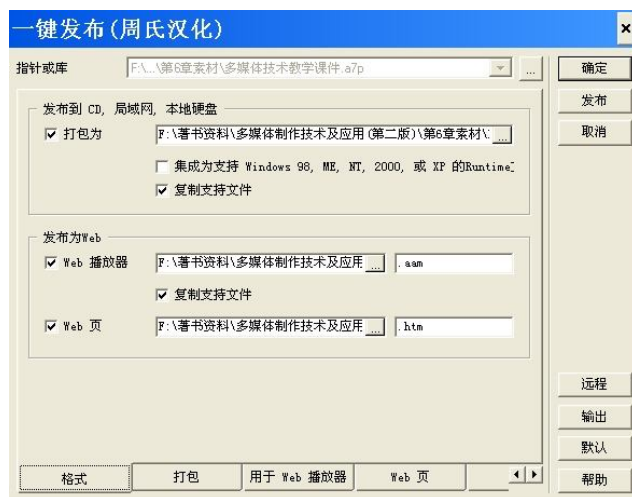 一键发布(周氏汉化)
指针或库 F:\...\第6章素材\多媒体技术教学课件.a7p ... 确定
发布到 CD, 局域网, 本地硬盘 发布
打包为 F:\著书资料\多媒体制作技术及应用(第二版)\第6章素材\ ... 取消
集成为支持 Windows 98, ME, NT, 2000, 或 XP 的Runtime
复制支持文件
发布为Web
Web 播放器 F:\著书资料\多媒体制作技术及应用 ... .aam
复制支持文件
Web 页 F:\著书资料\多媒体制作技术及应用 ... .htm
远程
输出
默认
格式 打包 用于 Web 播放器 Web 页 帮助